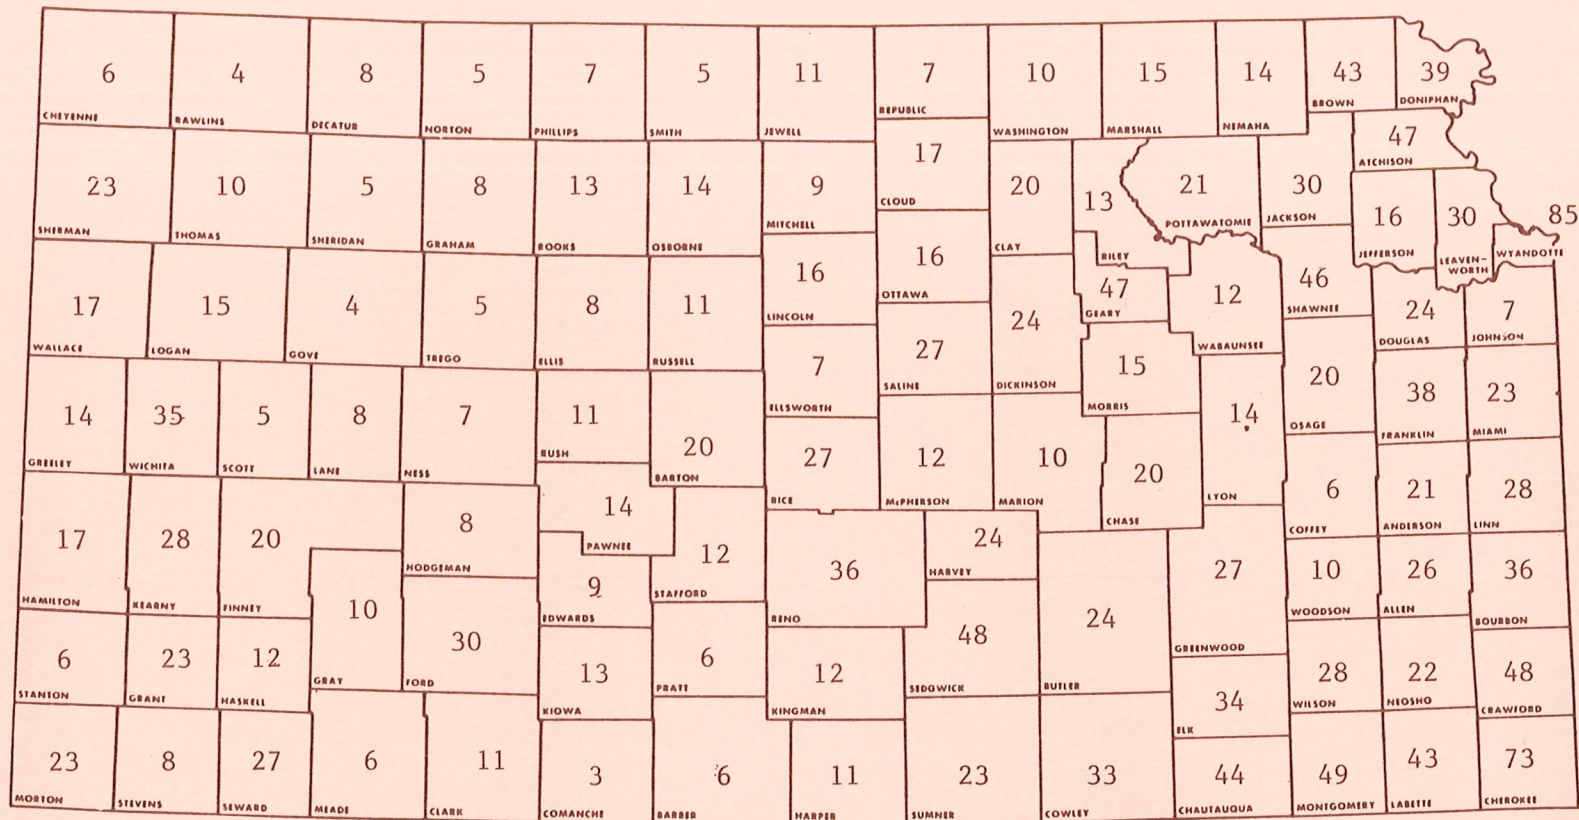 6
CHEYENNE
4
RAWLINS
8
DECATUR
5
NORTON
7
PHILLIPS
5
SMITH
11
JEWELL
7
REPUBLIC
10
WASHINGTON
15
MARSHALL
14
NEMAHA
43
BROWN
39
DONIPHAN
23
SHERMAN
10
THOMAS
5
SHERIDAN
8
GRAHAM
13
ROOKS
14
OSBORNE
9
MITCHELL
17
CLOUD
20
CLAY
13
RILEY
21
POTTAWATOMIE
30
JACKSON
47
ATCHISON
16
JEFFERSON
30
LEAVEN-
WORTH
85
WYANDOTTE
17
WALLACE
15
LOGAN
4
GOVE
5
TREGO
8
ELLIS
11
RUSSELL
16
LINCOLN
16
OTTAWA
24
DICKINSON
47
GEARY
12
WABAUNSEE
46
SHAWNEE
24
DOUGLAS
7
JOHNSON
7
ELLSWORTH
27
SALINE
15
MORRIS
20
OSAGE
38
FRANKLIN
23
MIAMI
14
GREELEY
35
WICHITA
5
SCOTT
8
LANE
7
NESS
11
RUSH
20
BARTON
27
RICE
12
McPHERSON
10
MARION
20
CHASE
14
LYON
6
COFFEY
21
ANDERSON
28
LINN
17
HAMILTON
28
KEARNY
20
FINNEY
8
HODGEMAN
14
PAWNEE
12
STAFFORD
36
RENO
24
HARVEY
24
BUTLER
27
GREENWOOD
10
WOODSON
26
ALLEN
36
BOURBON
10
GRAY
30
FORD
9
EDWARDS
6
PRATT
48
SEDGWICK
6
STANTON
23
GRANT
12
HASKELL
13
KIOWA
12
KINGMAN
34
ELK
28
WILSON
22
NEOSHO
48
CRAWFORD
23
MORTON
8
STEVENS
27
SEWARD
6
MEADE
11
CLARK
3
COMANCHE
6
BARBER
11
HARPER
23
SUMNER
33
COWLEY
44
CHAUTAUQUA
49
MONTGOMERY
43
LABETTE
73
CHEROKEE